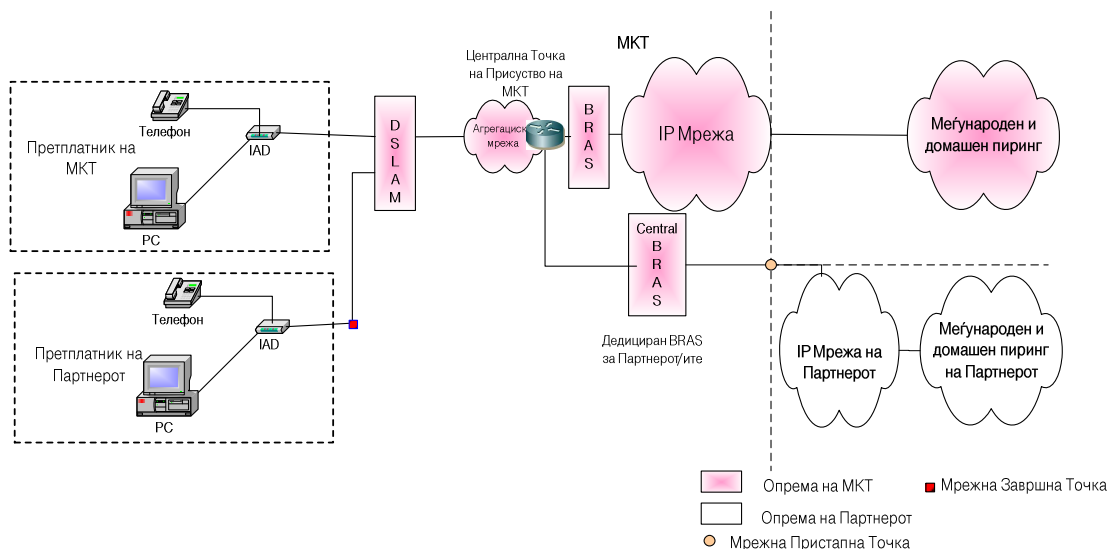 МКТ
Централна Точка
на Присуство на
МКТ
Телефон
IAD
Претплатник на
МКТ
PC
D
S
L
A
M
Агрегациск
мрежа
B
R
A
S
IP Мрежа
Меѓународен и
домашен пиринг
Central
B
R
A
S
Дедициран BRAS
за Партнерот/ите
Телефон
IAD
Претплатник на
Партнерот
PC
IP Мрежа на
Партнерот
Меѓународен и
домашен пиринг
на Партнерот
Опрема на МКТ
Мрежна Завршна Точка
Опрема на Партнерот
Мрежна Пристапна Точка